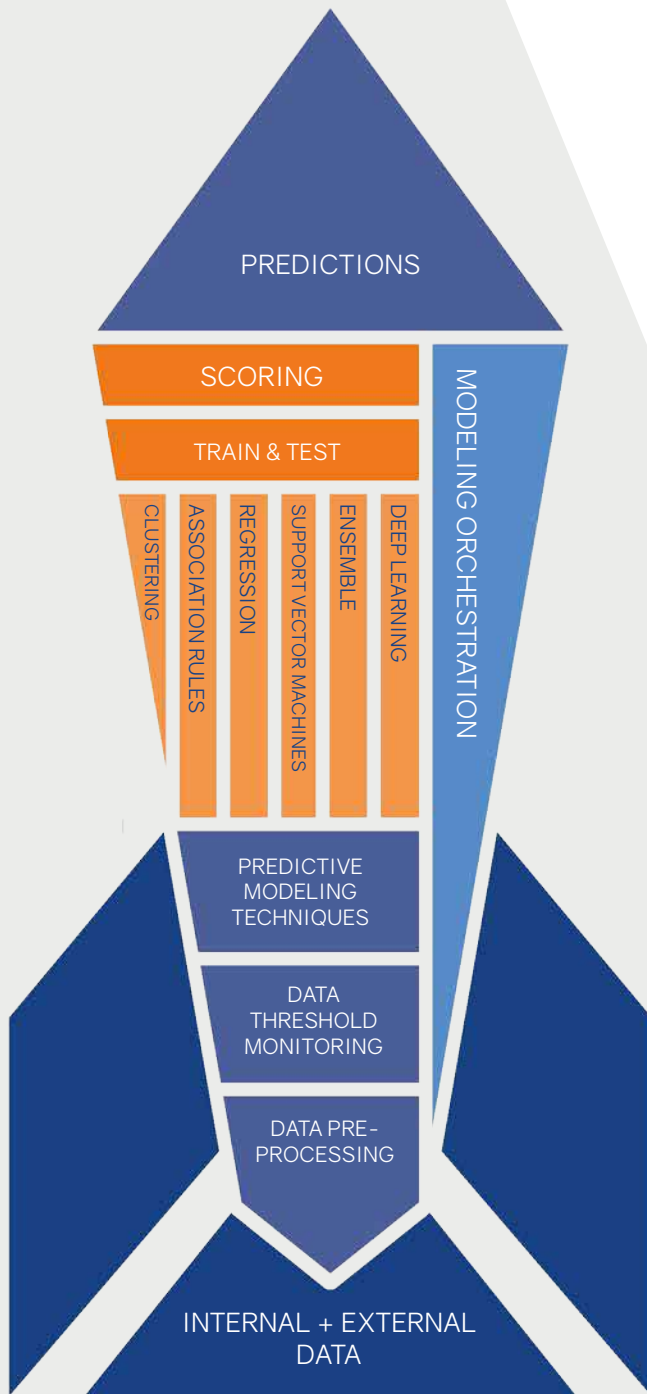 PREDICTIONS
SCORING
TRAIN & TEST
CLUSTERING
ASSOCIATION RULES
REGRESSION
SUPPORT VECTOR MACHINES
ENSEMBLE
DEEP LEARNING
MODELING ORCHESTRATION
PREDICTIVE
MODELING
TECHNIQUES
DATA
THRESHOLD
MONITORING
DATA PRE-
PROCESSING
INTERNAL + EXTERNAL
DATA